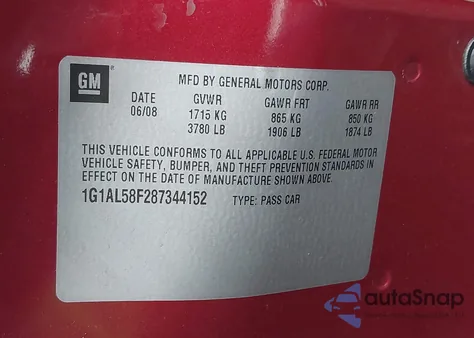 GM
MFD BY GENERAL MOTORS CORP.
DATE GVWR GAWR FRT GAWR RR
06/08 1715 KG 865 KG 850 KG
3780 LB 1906 LB 1874 LB
THIS VEHICLE CONFORMS TO ALL APPLICABLE U.S. FEDERAL MOTOR
VEHICLE SAFETY, BUMPER, AND THEFT PREVENTION STANDARDS IN
EFFECT ON THE DATE OF MANUFACTURE SHOWN ABOVE.
1G1AL58F287344152 TYPE: PASS CAR
autoSnap